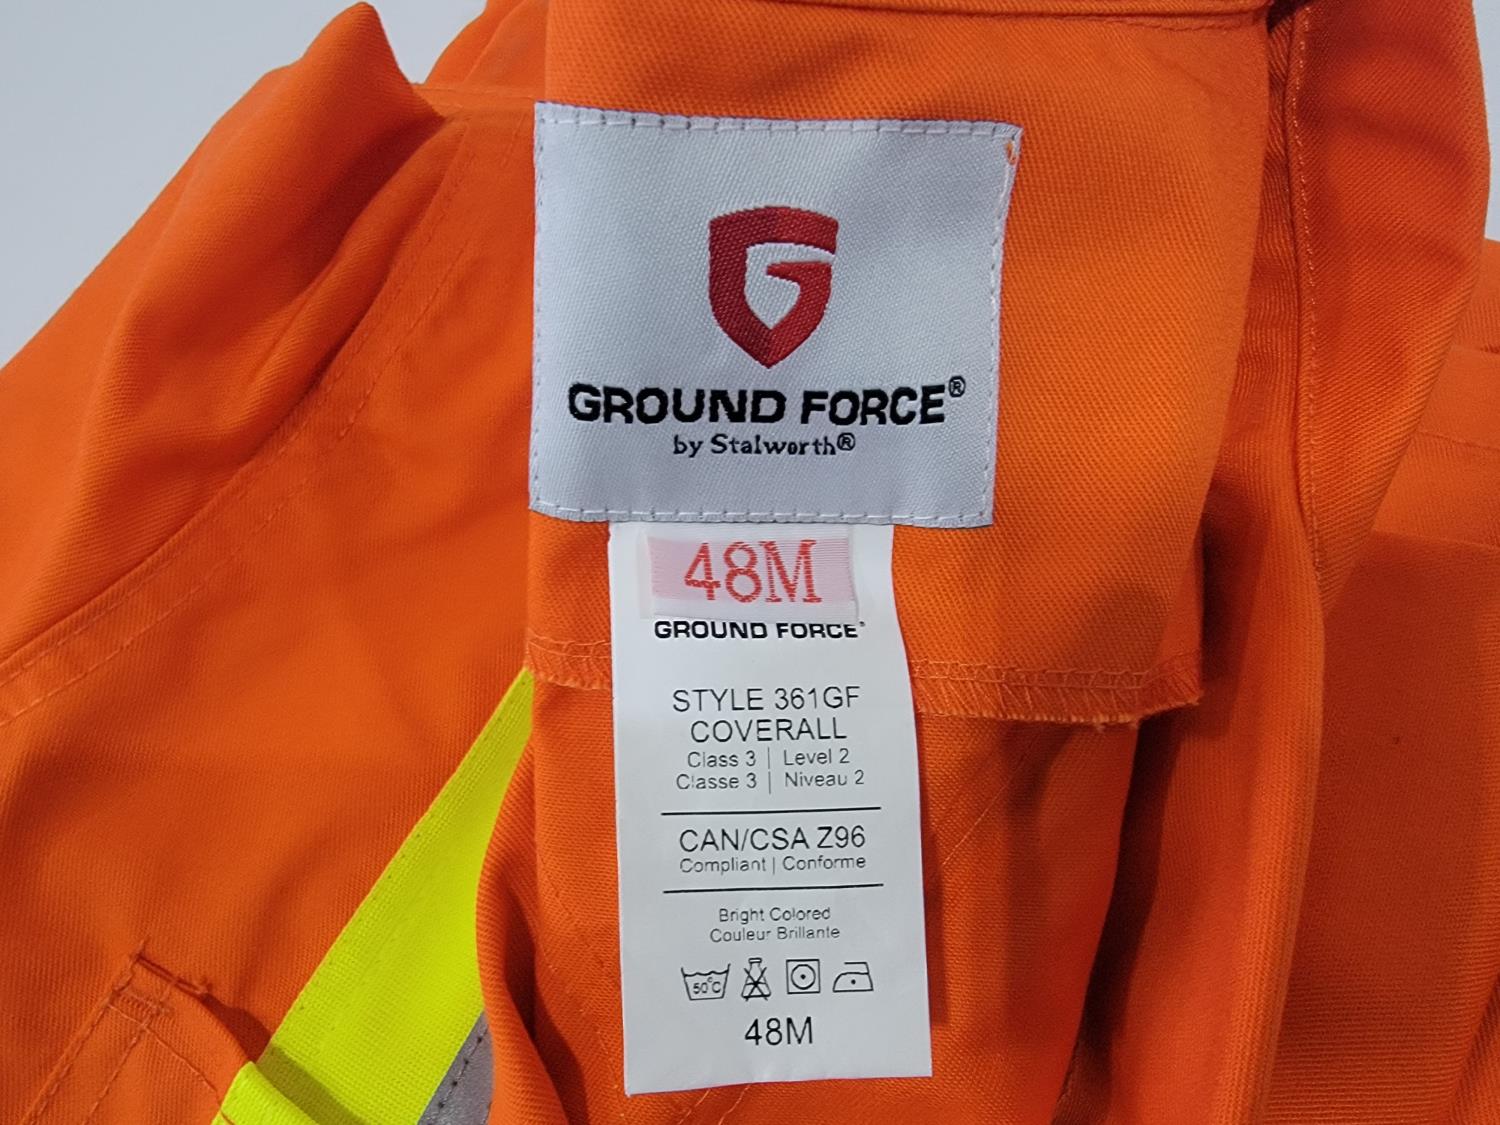 GROUND FORCE®
by Stalworth®
48M
GROUND FORCE®
STYLE 361GF
COVERALL
Class 3 | Level 2
Classe 3 | Niveau 2
CAN/CSA Z96
Compliant | Conforme
Bright Colored
Couleur Brillante
50°C
48M